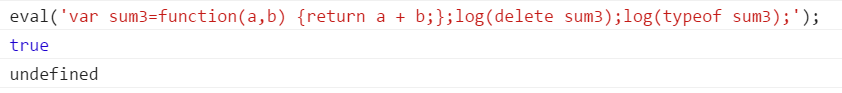 eval('var sum3=function(a,b) {return a + b;};log(delete sum3);log(typeof sum3);');
true
undefined